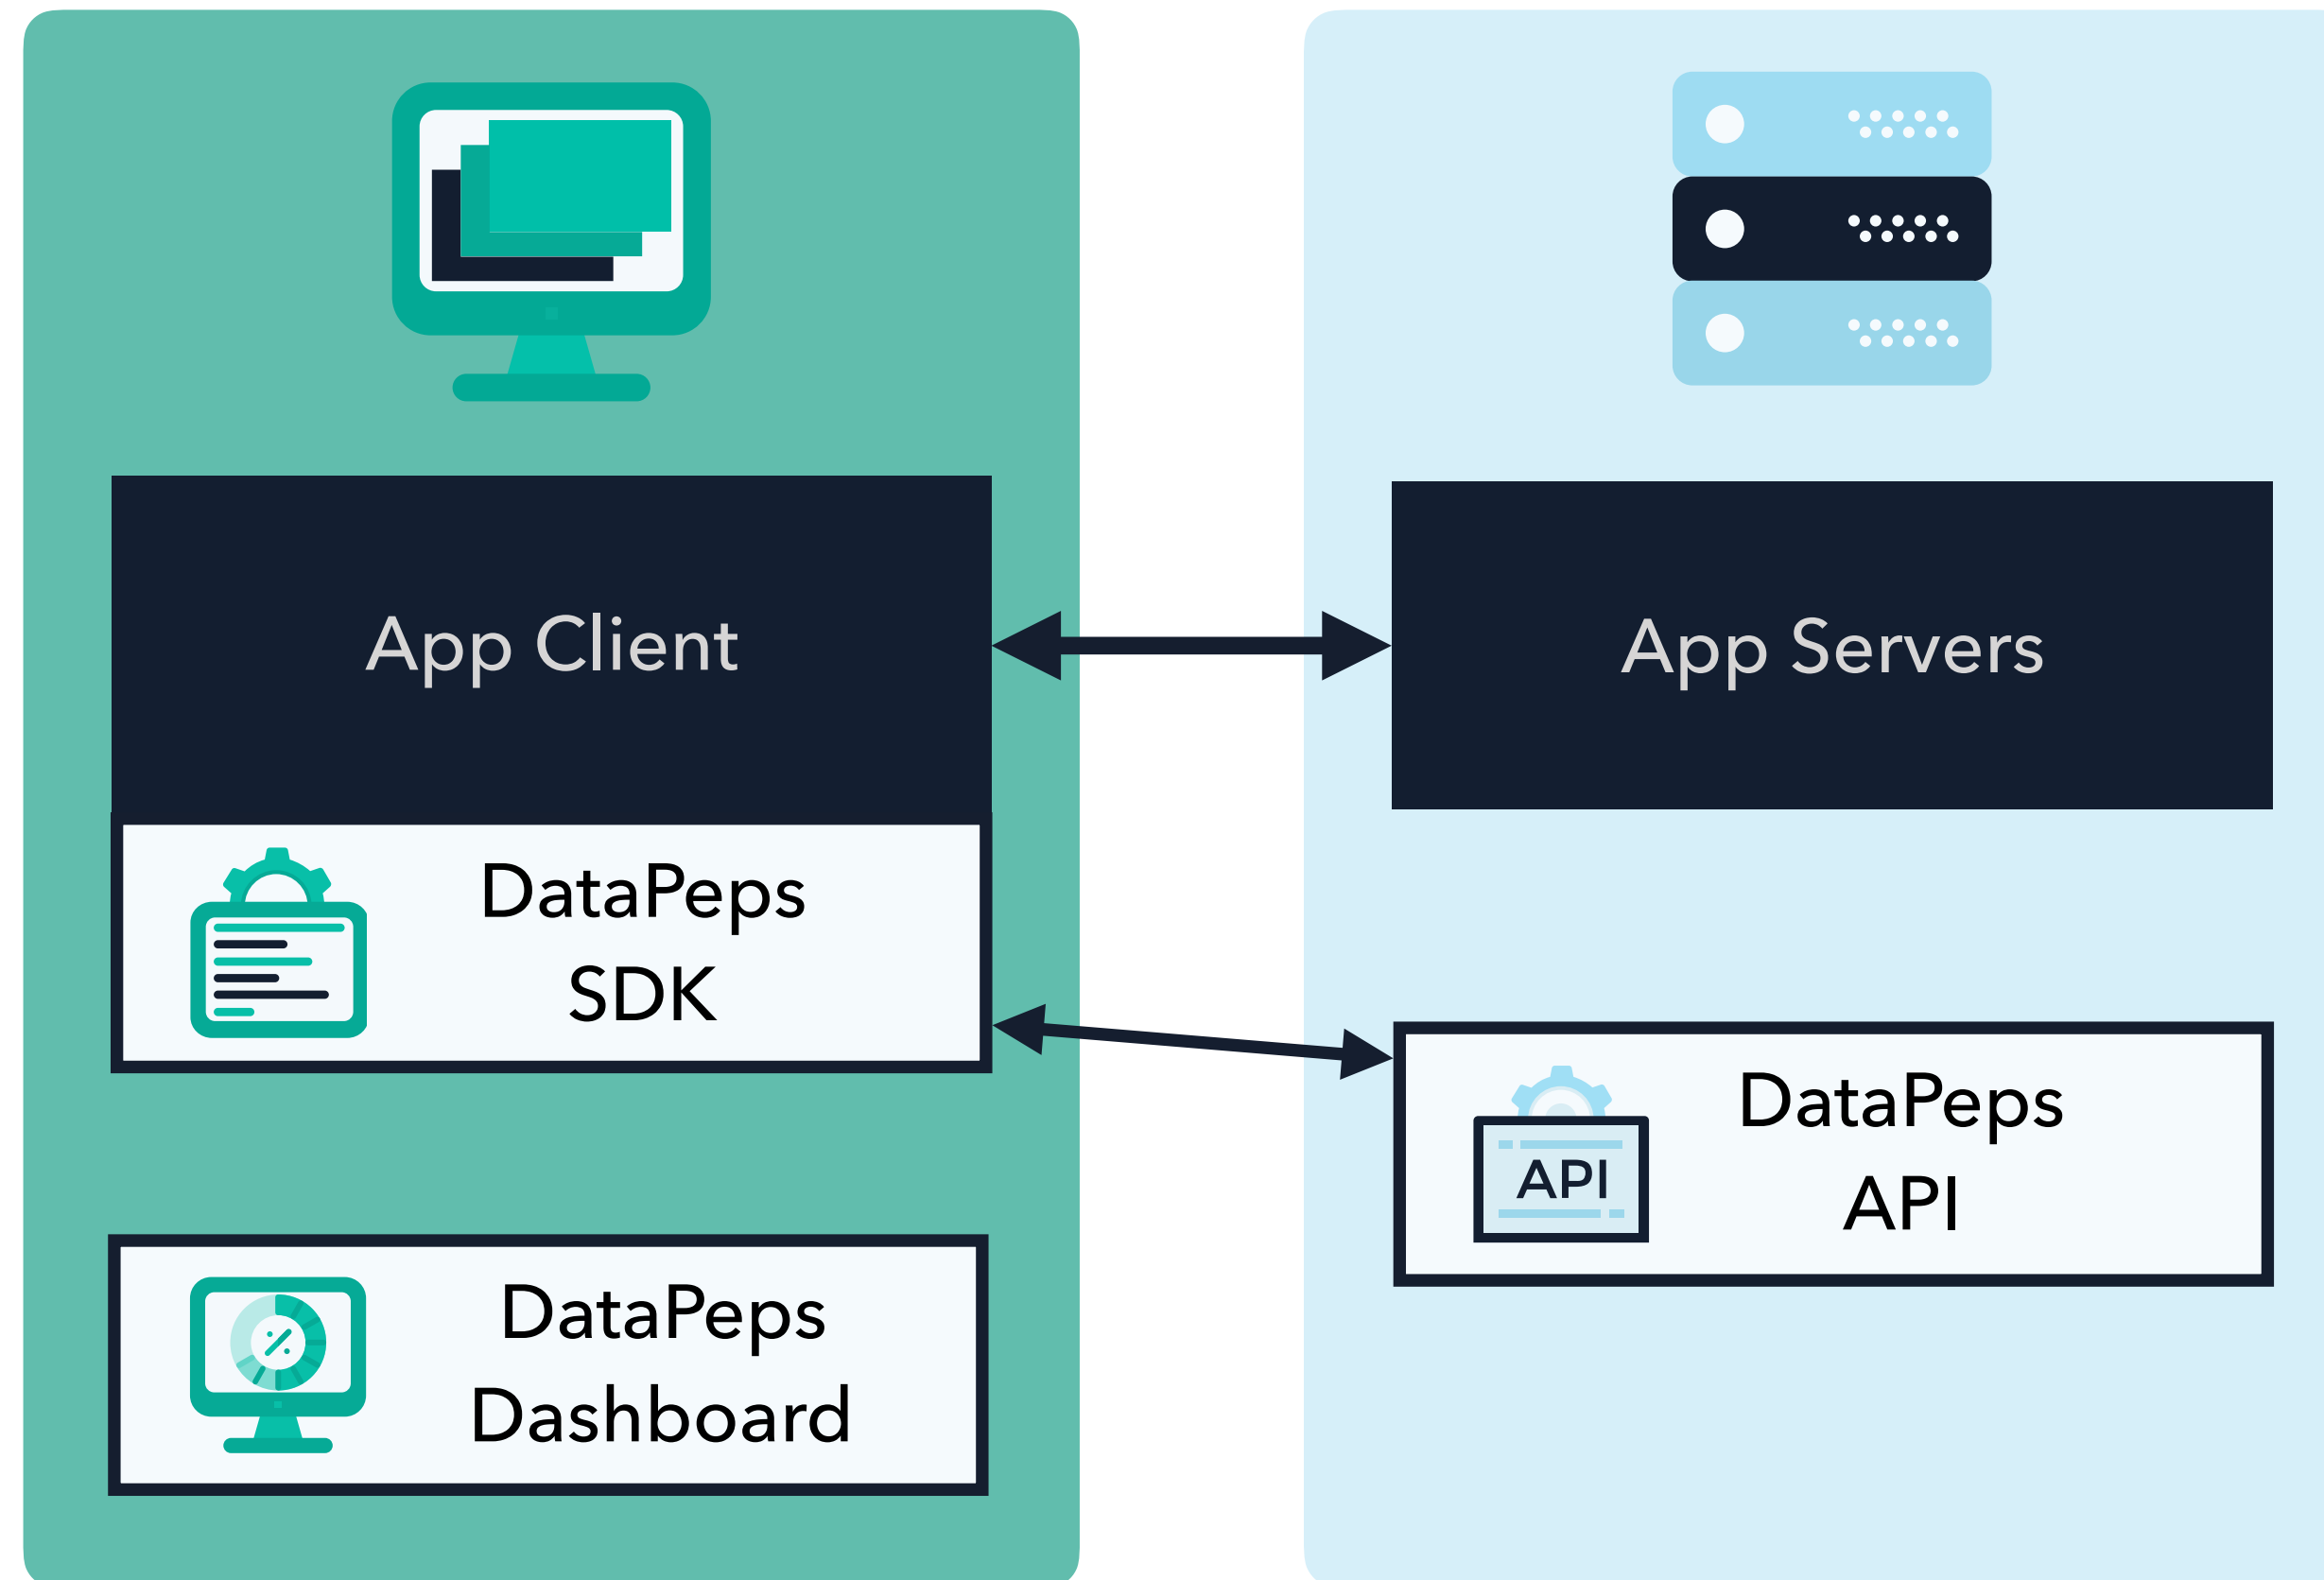 App Client
App Servers
DataPeps
SDK
DataPeps
API
API
DataPeps
Dashboard